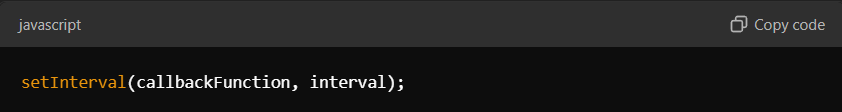 javascript
Copy code
setInterval(callbackFunction, interval);